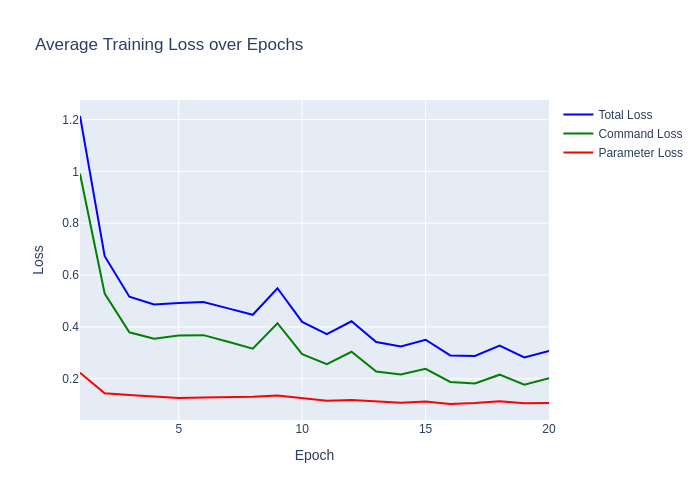 Average Training Loss over Epochs
Total Loss
Command Loss
Parameter Loss
1.2
1
0.8
0.6
0.4
0.2
Loss
5
10
15
20
Epoch